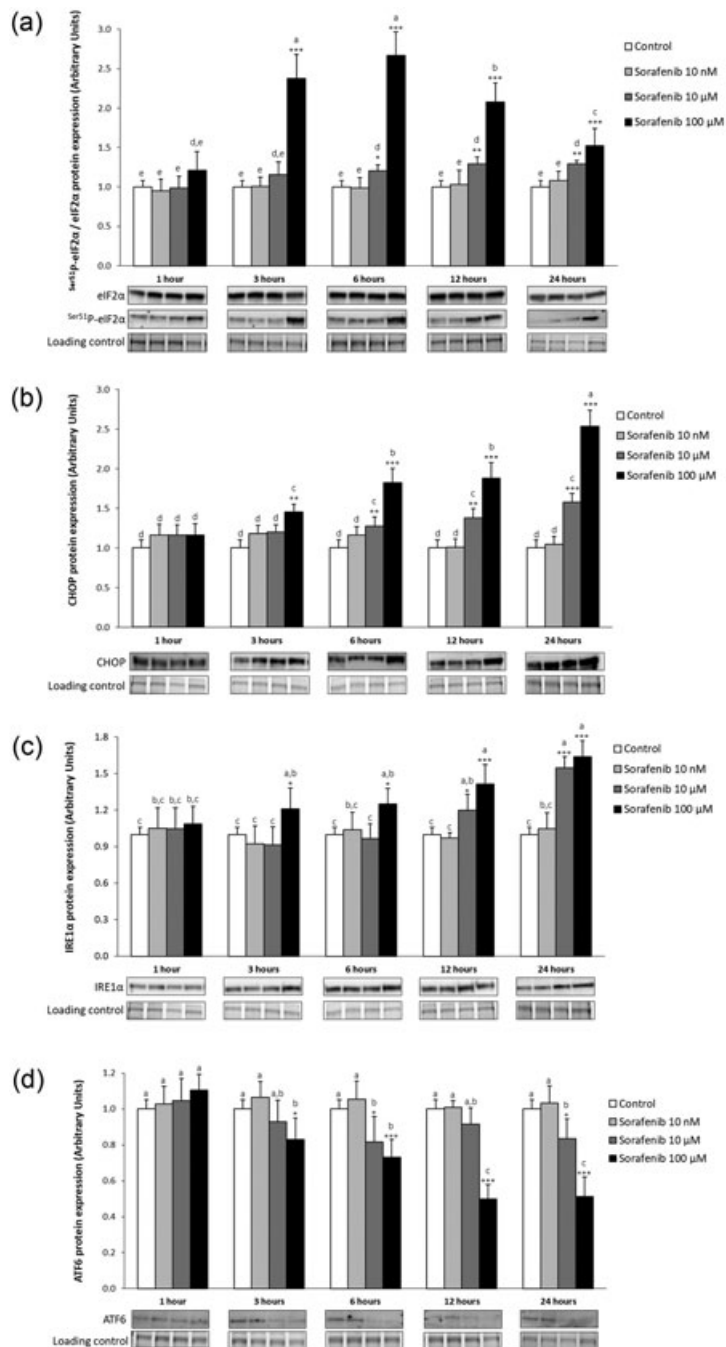 (a)
Ser51P-eIF2α / eIF2α protein expression (Arbitrary Units)
3.0
2.5
2.0
1.5
1.0
0.5
0.0
e e e d,e
e e d,e a ***
e e d * a ***
e e d ** b ***
e e d ** c ***
Control
Sorafenib 10 nM
Sorafenib 10 μM
Sorafenib 100 μM
1 hour 3 hours 6 hours 12 hours 24 hours
eIF2α
Ser51P-eIF2α
Loading control
(b)
CHOP protein expression (Arbitrary Units)
3.0
2.5
2.0
1.5
1.0
0.5
0.0
d d d d
d d d c **
d d c ** b ***
d d c ** b ***
d d c *** a ***
Control
Sorafenib 10 nM
Sorafenib 10 μM
Sorafenib 100 μM
1 hour 3 hours 6 hours 12 hours 24 hours
CHOP
Loading control
(c)
IRE1α protein expression (Arbitrary Units)
1.8
1.5
1.2
0.9
0.6
0.3
0.0
c b,c b,c b,c
c c c a,b *
c b,c c a,b *
c c a,b * a ***
c b,c a *** a ***
Control
Sorafenib 10 nM
Sorafenib 10 μM
Sorafenib 100 μM
1 hour 3 hours 6 hours 12 hours 24 hours
IRE1α
Loading control
(d)
ATF6 protein expression (Arbitrary Units)
1.2
1.0
0.8
0.6
0.4
0.2
0.0
a a a a
a a a,b b *
a a b * b ***
a a a,b c ***
a a b * c ***
Control
Sorafenib 10 nM
Sorafenib 10 μM
Sorafenib 100 μM
1 hour 3 hours 6 hours 12 hours 24 hours
ATF6
Loading control